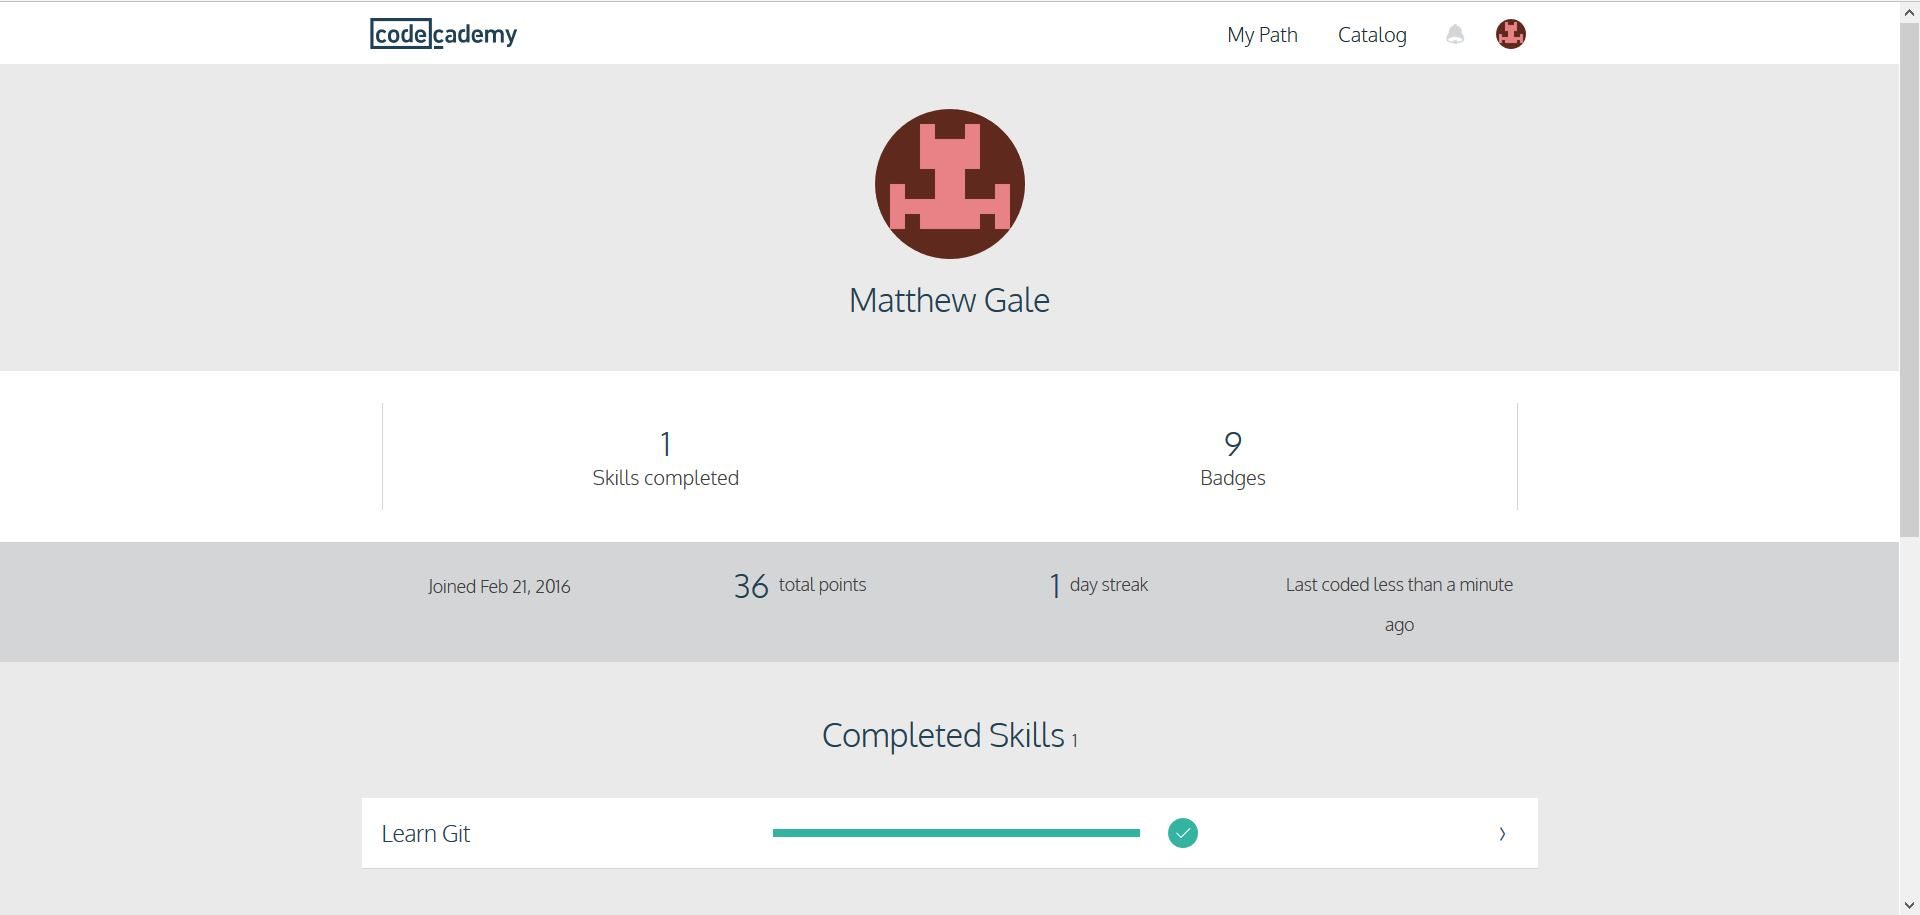 codecademy
My Path
Catalog
Matthew Gale
1
Skills completed
9
Badges
Joined Feb 21, 2016
36 total points
1 day streak
Last coded less than a minute
ago
Completed Skills 1
Learn Git